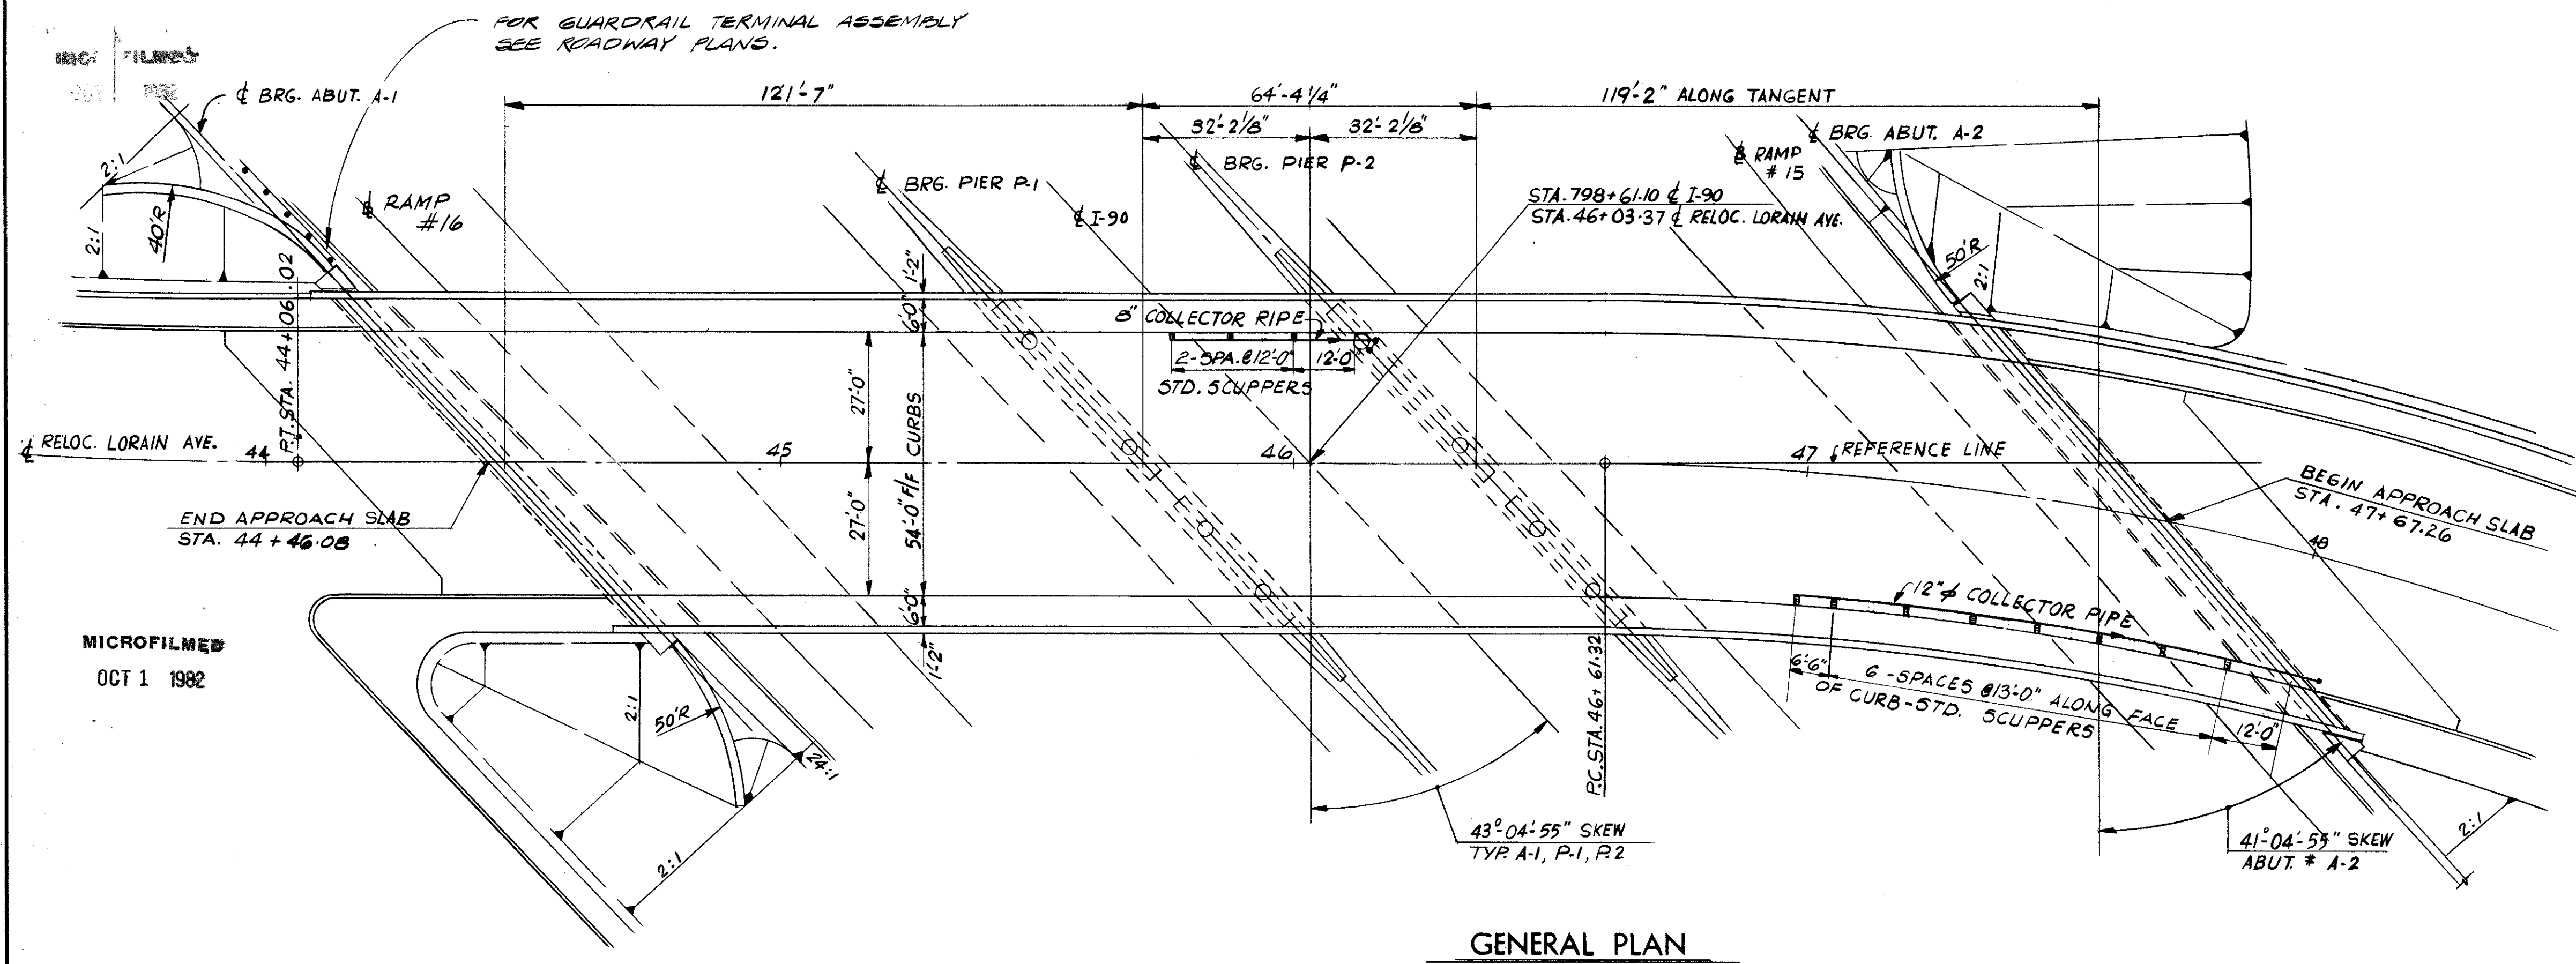 FOR GUARDRAIL TERMINAL ASSEMBLY
SEE ROADWAY PLANS.
℄ BRG. ABUT. A-1
121'-7"
64'-4 1/4"
119'-2" ALONG TANGENT
32'-2 1/8"
32'-2 1/8"
℄ BRG. ABUT. A-2
℄ BRG. PIER P-2
℄ BRG. PIER P-1
RAMP
# 15
RAMP
#16
℄ I-90
STA. 798+61.10 ℄ I-90
STA. 46+03.37 ℄ RELOC. LORAIN AVE.
2:1
2:1
40'R
50'R
2:1
P.T. STA. 44+06.02
1'-2"
6'-0"
8" COLLECTOR PIPE
2-SPA.@12'-0"
12'-0"
STD. SCUPPERS
27'-0"
27'-0"
54'-0" F/F CURBS
6'-0"
1'-2"
℄ RELOC. LORAIN AVE.
44
45
46
47
48
REFERENCE LINE
BEGIN APPROACH SLAB
STA. 47+67.26
END APPROACH SLAB
STA. 44+46.08
12"ϕ COLLECTOR PIPE
6'-6"
6-SPACES @13'-0" ALONG FACE
OF CURB-STD. SCUPPERS
12'-0"
P.C. STA. 46+61.32
MICROFILMED
OCT 1 1982
2:1
50'R
24:1
2:1
43°-04'-55" SKEW
TYP. A-1, P-1, P.2
41°-04'-55" SKEW
ABUT. # A-2
2:1
GENERAL PLAN